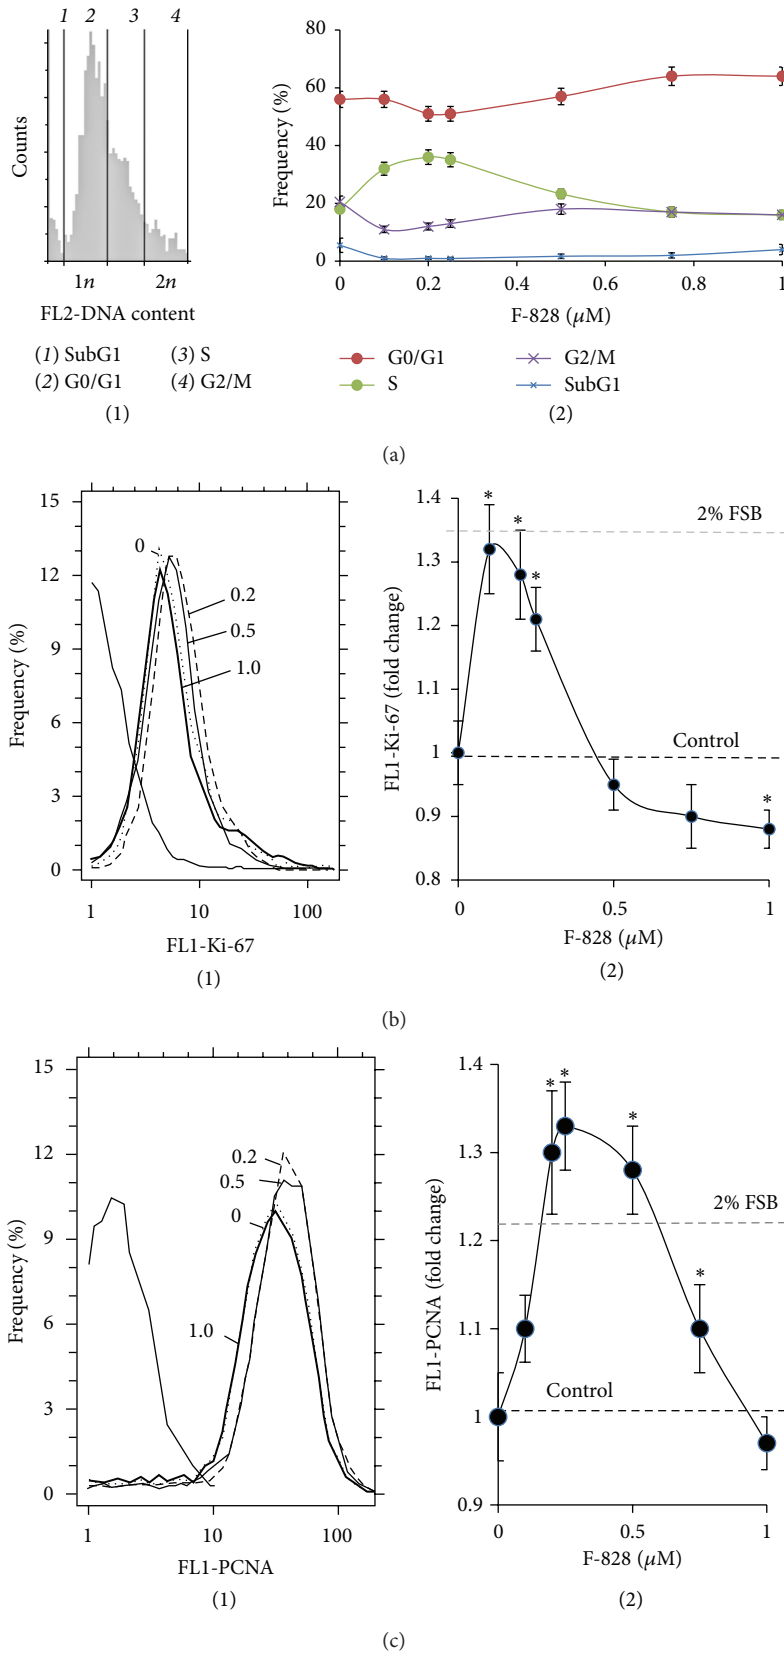 1 2 3 4
Counts
1n 2n
FL2-DNA content
(1) SubG1 (3) S
(2) G0/G1 (4) G2/M
(1)
80
60
40
20
0
Frequency (%)
0 0.2 0.4 0.6 0.8 1
F-828 (μM)
G0/G1 G2/M
S SubG1
(2)
(a)
15
12
9
6
3
0
Frequency (%)
0
0.2
0.5
1.0
1 10 100
FL1-Ki-67
(1)
1.4
1.3
1.2
1.1
1
0.9
0.8
FL1-Ki-67 (fold change)
* * * *
2% FSB
Control
0 0.5 1
F-828 (μM)
(2)
(b)
15
12
9
6
3
0
Frequency (%)
0.2
0.5
0
1.0
1 10 100
FL1-PCNA
(1)
1.4
1.3
1.2
1.1
1
0.9
FL1-PCNA (fold change)
* * * *
2% FSB
Control
0 0.5 1
F-828 (μM)
(2)
(c)